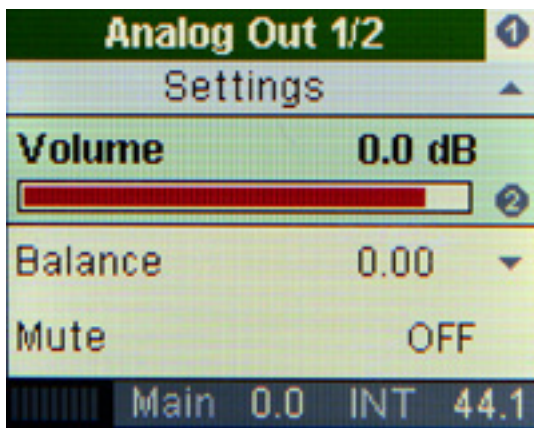 Analog Out 1/2 1
Settings
Volume 0.0 dB
2
Balance 0.00
Mute OFF
Main 0.0 INT 44.1